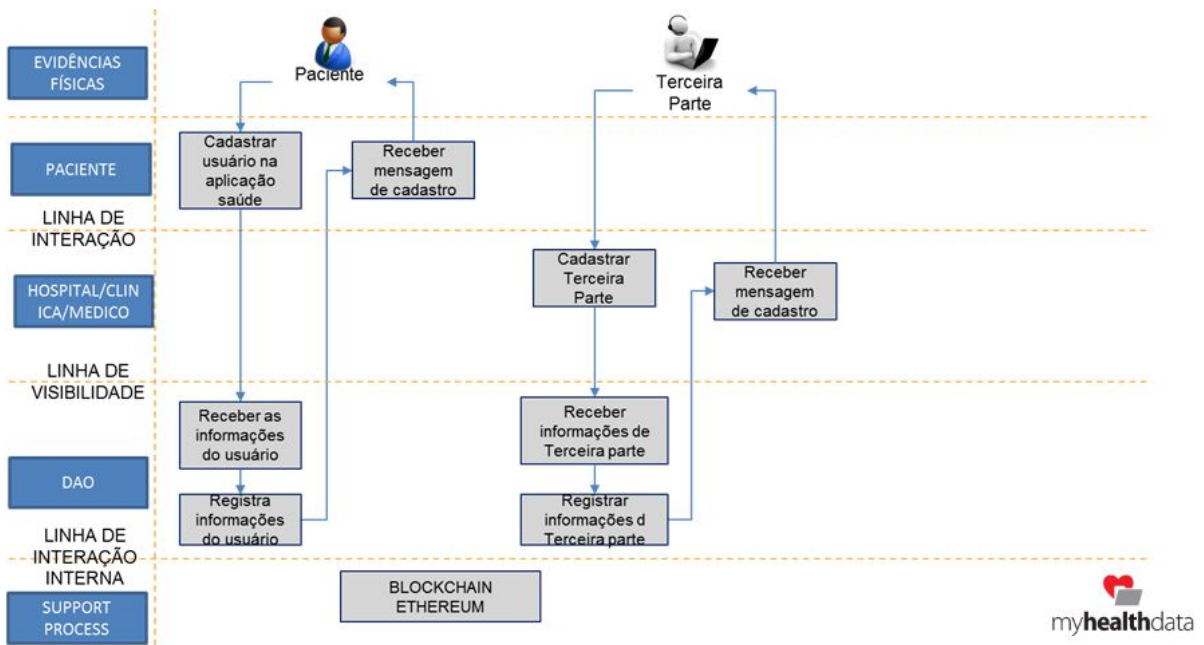 EVIDÊNCIAS
FÍSICAS
Paciente
Terceira
Parte
PACIENTE
Cadastrar
usuário na
aplicação
saúde
Receber
mensagem
de cadastro
LINHA DE
INTERAÇÃO
HOSPITAL/CLIN
ICA/MEDICO
Cadastrar
Terceira
Parte
Receber
mensagem
de cadastro
LINHA DE
VISIBILIDADE
Receber as
informações
do usuário
Receber
informações de
Terceira parte
DAO
Registra
informações
do usuário
Registrar
informações d
Terceira parte
LINHA DE
INTERAÇÃO
INTERNA
SUPPORT
PROCESS
BLOCKCHAIN
ETHEREUM
myhealthdata